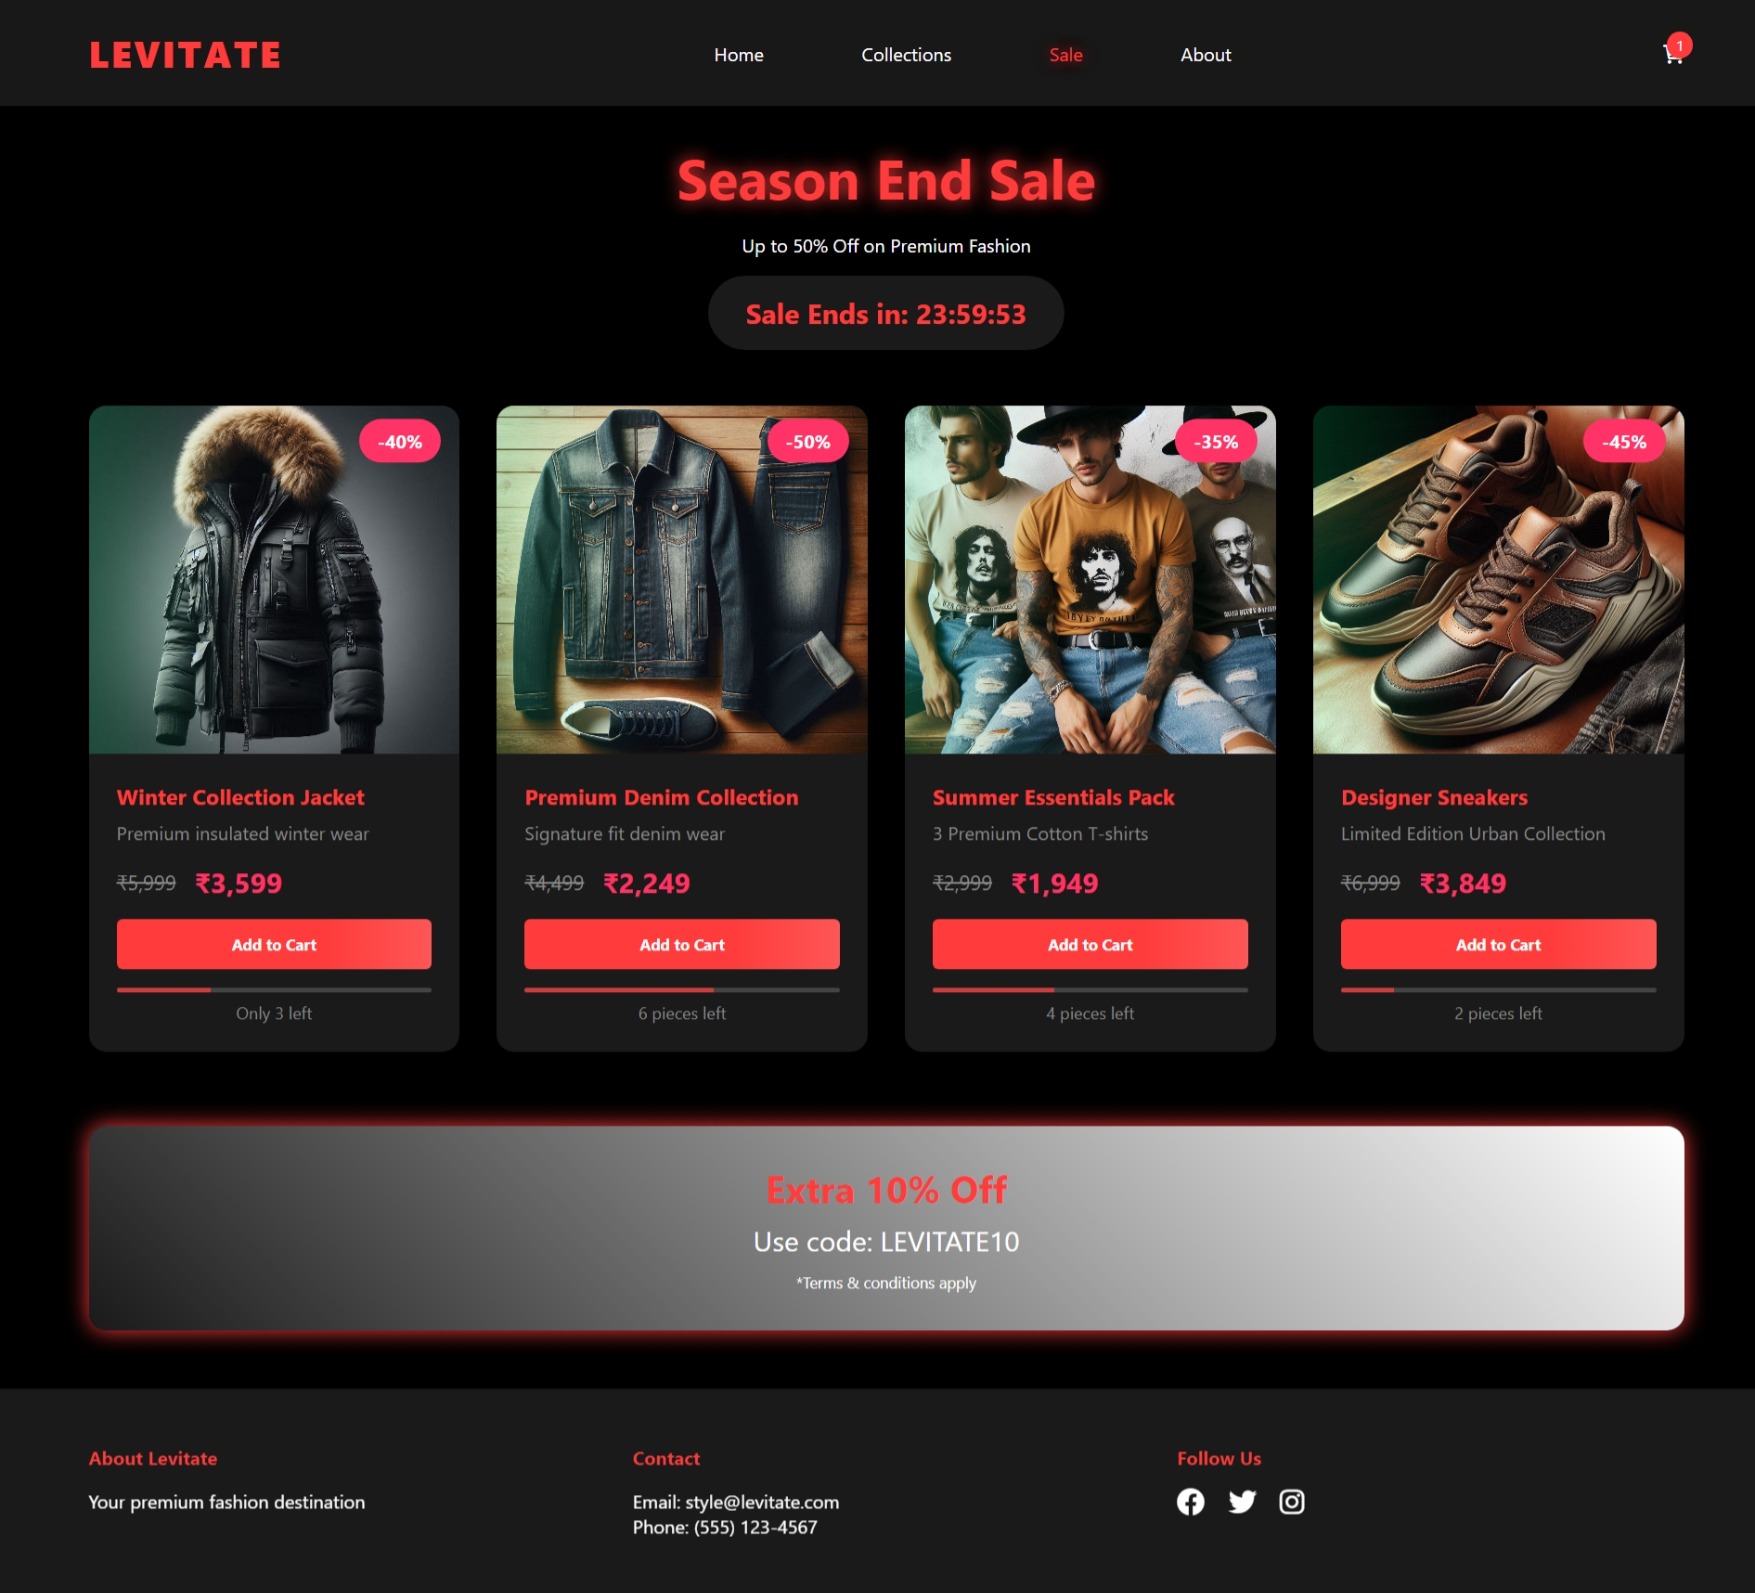 LEVITATE
Home
Collections
Sale
About
1
Season End Sale
Up to 50% Off on Premium Fashion
Sale Ends in: 23:59:53
-40%
-50%
-35%
-45%
Winter Collection Jacket
Premium insulated winter wear
₹5,999 ₹3,599
Add to Cart
Only 3 left
Premium Denim Collection
Signature fit denim wear
₹4,499 ₹2,249
Add to Cart
6 pieces left
Summer Essentials Pack
3 Premium Cotton T-shirts
₹2,999 ₹1,949
Add to Cart
4 pieces left
Designer Sneakers
Limited Edition Urban Collection
₹6,999 ₹3,849
Add to Cart
2 pieces left
Extra 10% Off
Use code: LEVITATE10
*Terms & conditions apply
About Levitate
Your premium fashion destination
Contact
Email: style@levitate.com
Phone: (555) 123-4567
Follow Us